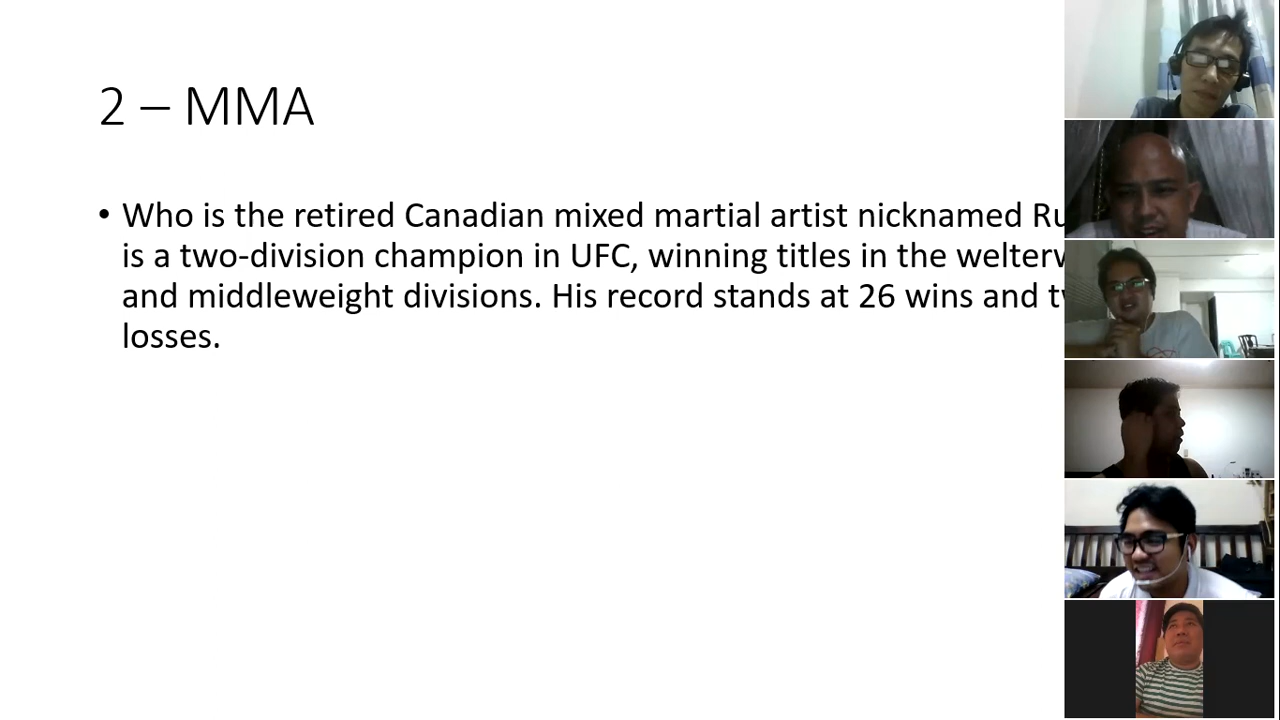 2 – MMA
• Who is the retired Canadian mixed martial artist nicknamed
is a two-division champion in UFC, winning titles in the
and middleweight divisions. His record stands at 26 wins and
losses.